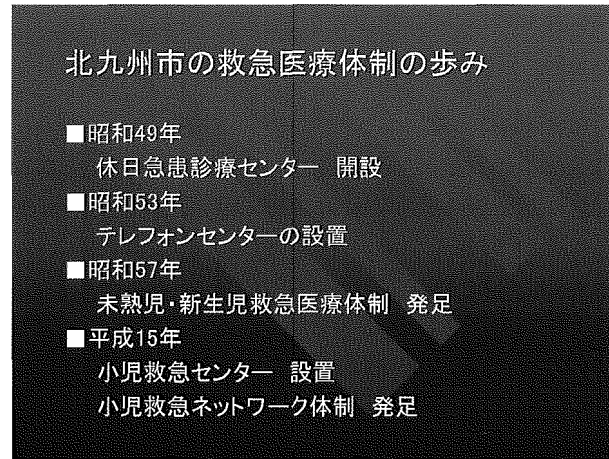 北九州市の救急医療体制の歩み
■昭和49年
休日急患診療センター 開設
■昭和53年
テレフォンセンターの設置
■昭和57年
未熟児・新生児救急医療体制 発足
■平成15年
小児救急センター 設置
小児救急ネットワーク体制 発足